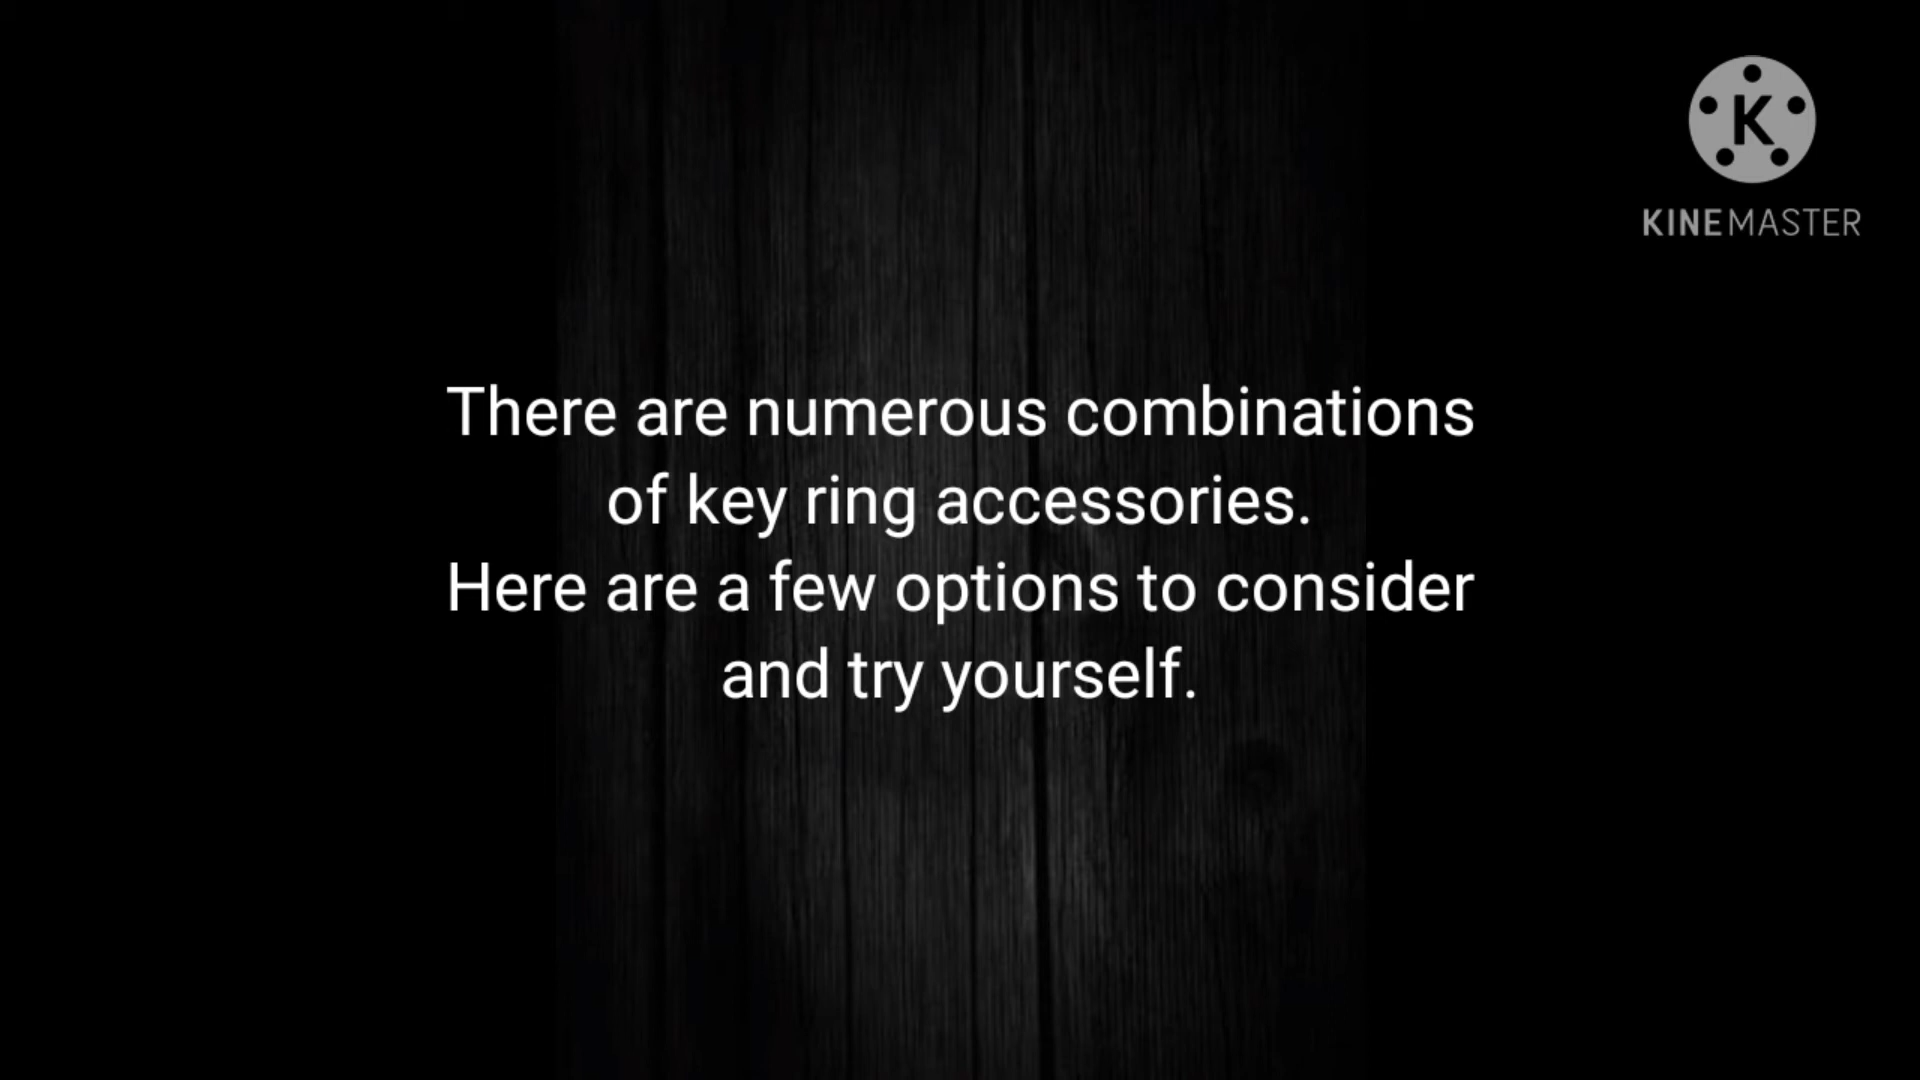 K
KINEMASTER
There are numerous combinations
of key ring accessories.
Here are a few options to consider
and try yourself.